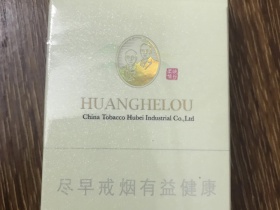 HUANGHELOU
China Tobacco Hubei Industrial Co.,Ltd
尽早戒烟有益健康